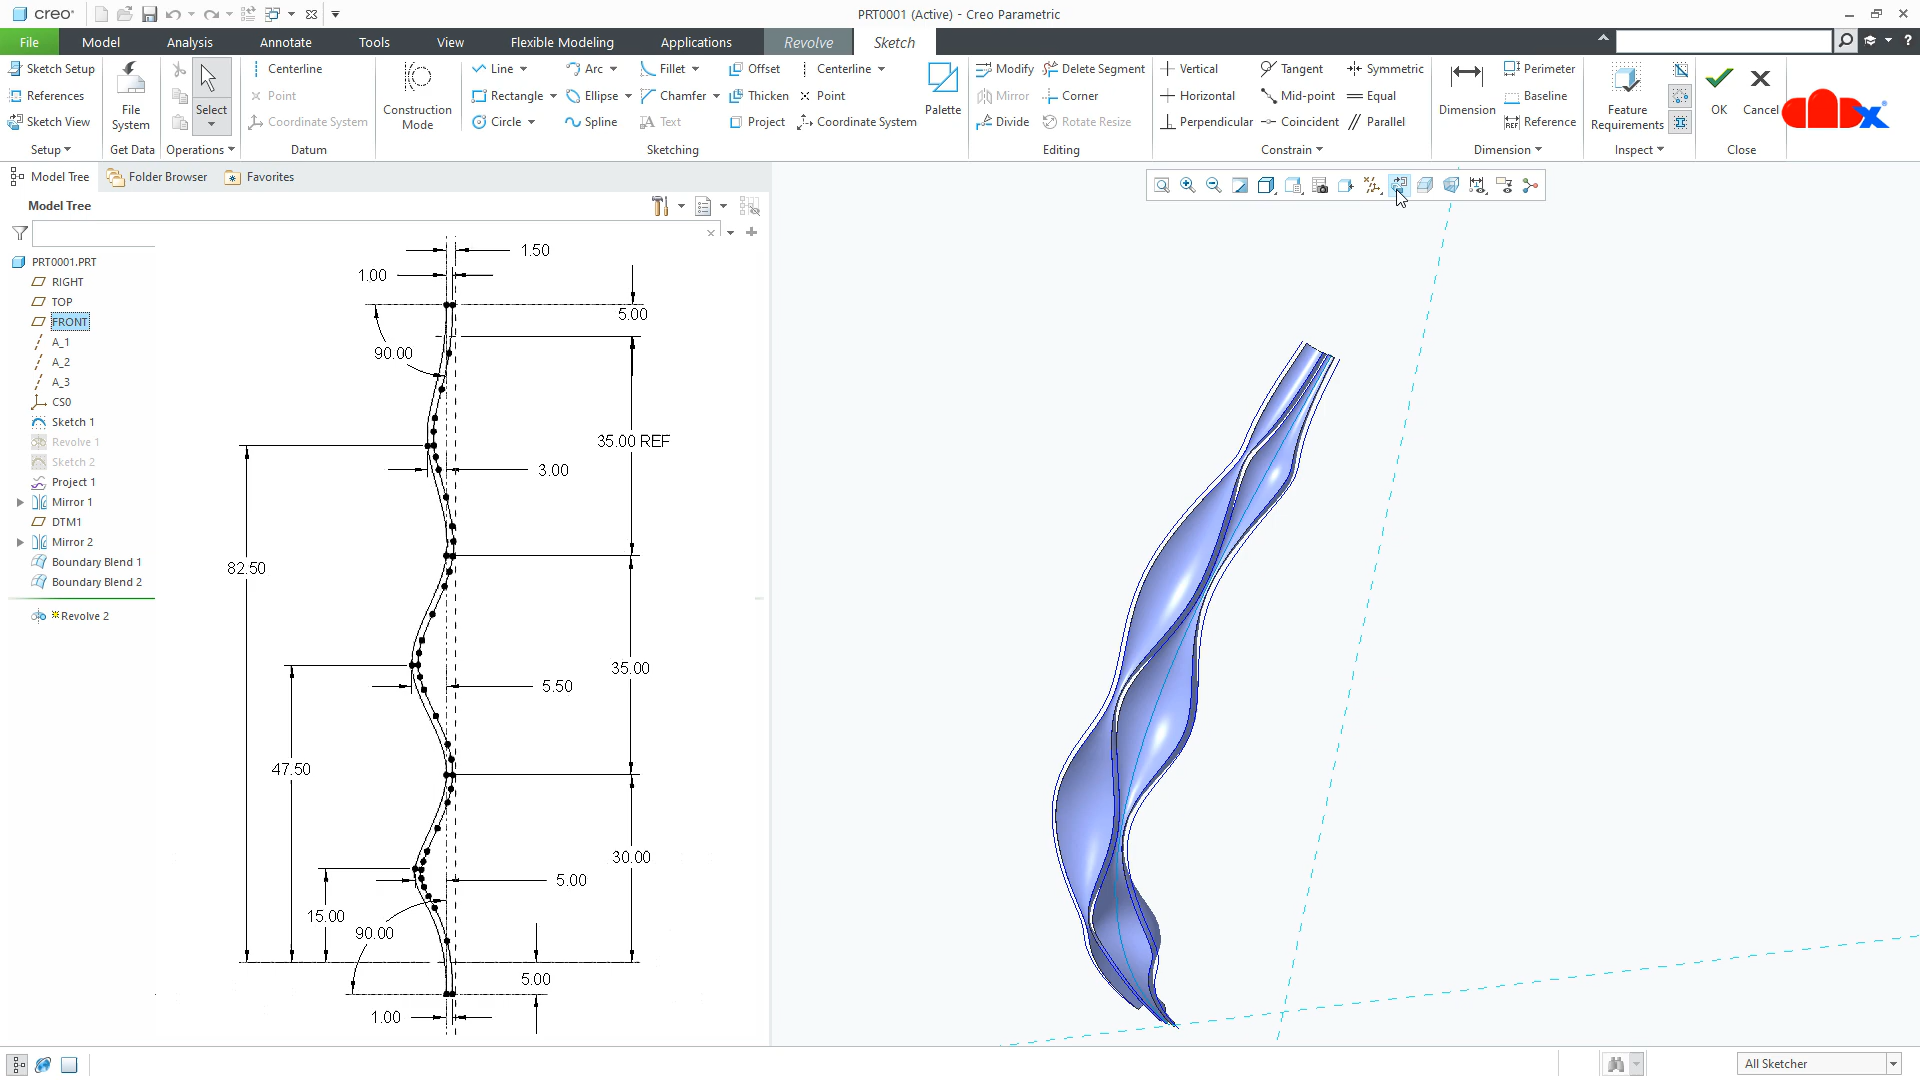 creo
PRT0001 (Active) - Creo Parametric
File Model Analysis Annotate Tools View Flexible Modeling Applications Revolve Sketch
Sketch Setup
References
Sketch View
Setup
File System
Get Data
Select
Operations
Centerline
Point
Coordinate System
Datum
Construction Mode
Line Arc Fillet Offset Centerline
Rectangle Ellipse Chamfer Thicken Point
Circle Spline Text Project Coordinate System
Palette
Sketching
Modify Delete Segment
Mirror Corner
Divide Rotate Resize
Editing
Vertical Tangent Symmetric
Horizontal Mid-point Equal
Perpendicular Coincident Parallel
Constrain
Dimension
Perimeter
Baseline
REF Reference
Dimension
Feature Requirements
Inspect
OK Cancel
Close
Model Tree Folder Browser Favorites
Model Tree
PRT0001.PRT
RIGHT
TOP
FRONT
A_1
A_2
A_3
CS0
Sketch 1
Revolve 1
Sketch 2
Project 1
Mirror 1
DTM1
Mirror 2
Boundary Blend 1
Boundary Blend 2
Revolve 2
1.50
1.00
5.00
90.00
35.00 REF
3.00
82.50
35.00
5.50
47.50
30.00
5.00
15.00
90.00
5.00
1.00
All Sketcher